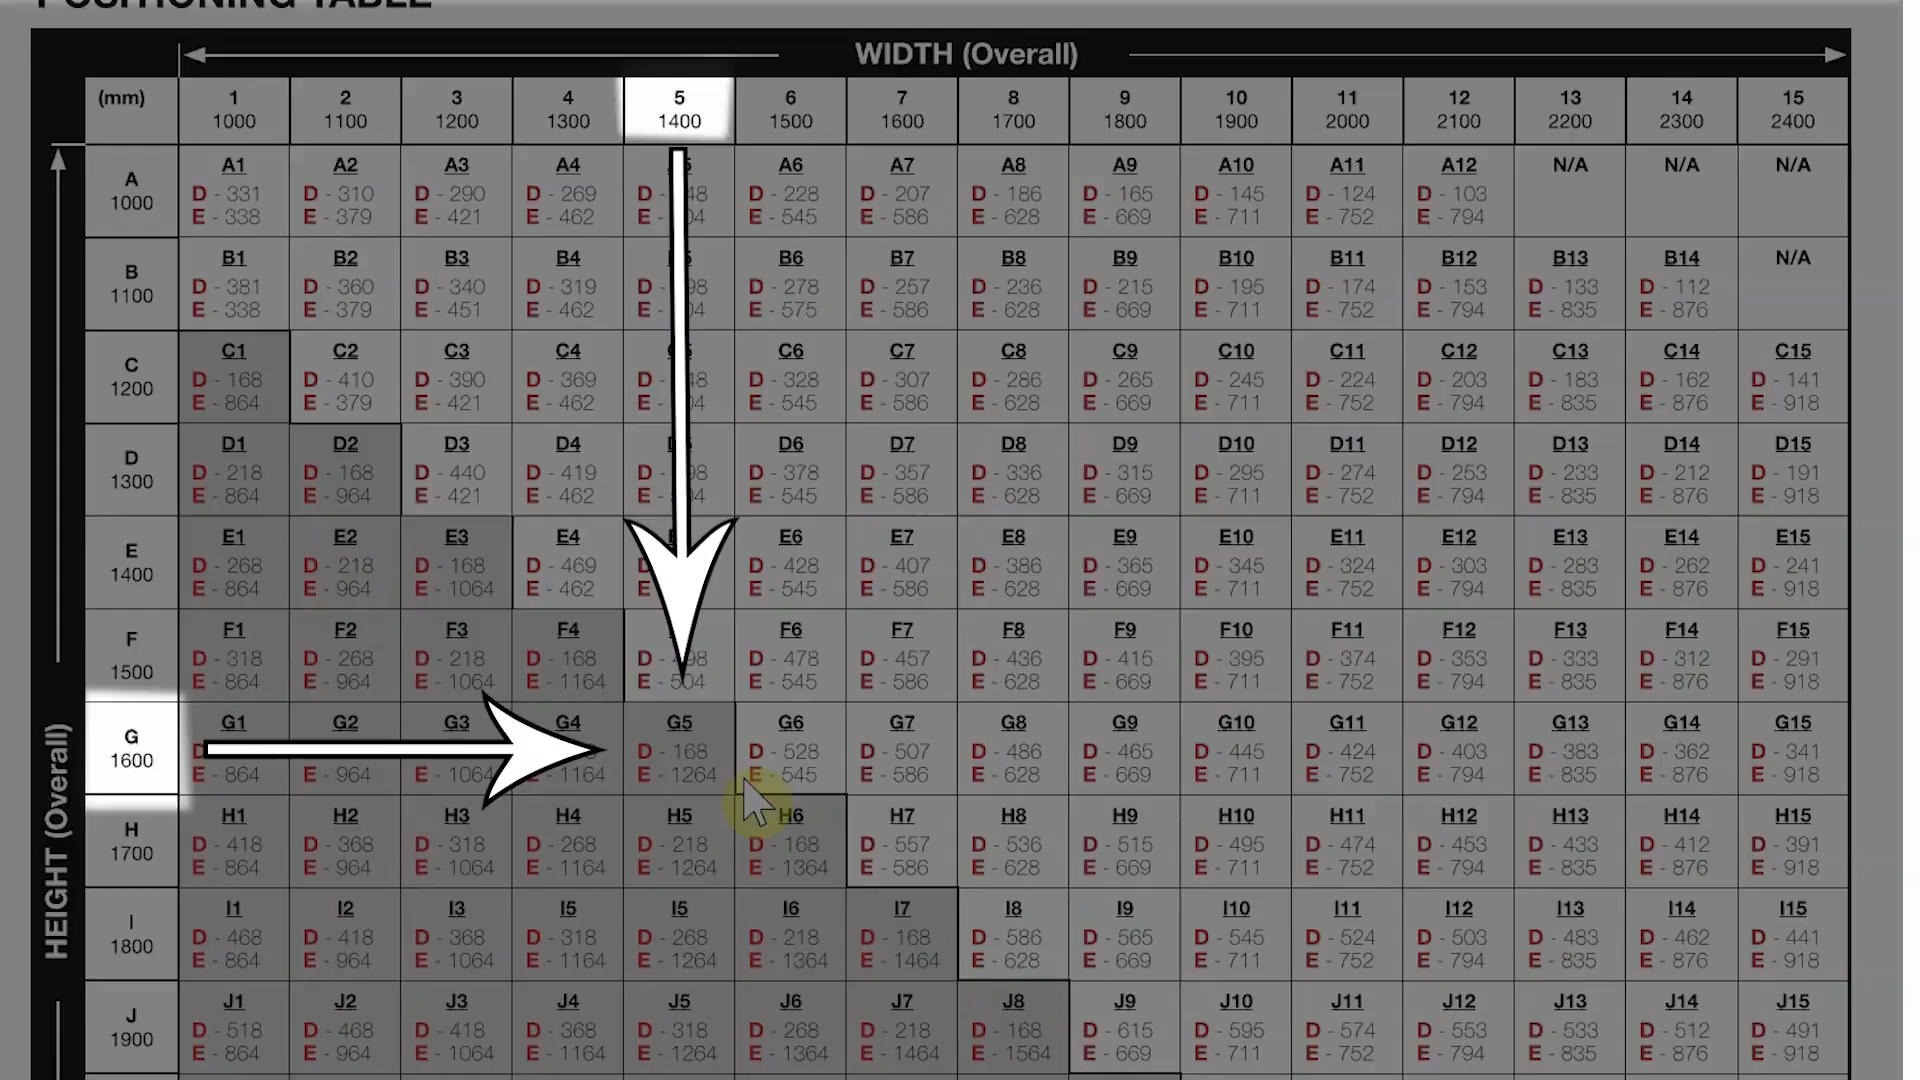 POSITIONING TABLE
WIDTH (Overall)
(mm) 1 2 3 4 5 6 7 8 9 10 11 12 13 14 15
1000 1100 1200 1300 1400 1500 1600 1700 1800 1900 2000 2100 2200 2300 2400
HEIGHT (Overall)
A A1 A2 A3 A4 A6 A7 A8 A9 A10 A11 A12 N/A N/A N/A
1000 D - 331 D - 310 D - 290 D - 269 D - D - 228 D - 207 D - 186 D - 165 D - 145 D - 124 D - 103
E - 338 E - 379 E - 421 E - 462 E - E - 545 E - 586 E - 628 E - 669 E - 711 E - 752 E - 794
B B1 B2 B3 B4 B6 B7 B8 B9 B10 B11 B12 B13 B14 N/A
1100 D - 381 D - 360 D - 340 D - 319 D - D - 278 D - 257 D - 236 D - 215 D - 195 D - 174 D - 153 D - 133 D - 112
E - 338 E - 379 E - 451 E - 462 E - E - 575 E - 586 E - 628 E - 669 E - 711 E - 752 E - 794 E - 835 E - 876
C C1 C2 C3 C4 C6 C7 C8 C9 C10 C11 C12 C13 C14 C15
1200 D - 168 D - 410 D - 390 D - 369 D - D - 328 D - 307 D - 286 D - 265 D - 245 D - 224 D - 203 D - 183 D - 162 D - 141
E - 864 E - 379 E - 421 E - 462 E - E - 545 E - 586 E - 628 E - 669 E - 711 E - 752 E - 794 E - 835 E - 876 E - 918
D D1 D2 D3 D4 D6 D7 D8 D9 D10 D11 D12 D13 D14 D15
1300 D - 218 D - 168 D - 440 D - 419 D - D - 378 D - 357 D - 336 D - 315 D - 295 D - 274 D - 253 D - 233 D - 212 D - 191
E - 864 E - 964 E - 421 E - 462 E - E - 545 E - 586 E - 628 E - 669 E - 711 E - 752 E - 794 E - 835 E - 876 E - 918
E E1 E2 E3 E4 E6 E7 E8 E9 E10 E11 E12 E13 E14 E15
1400 D - 268 D - 218 D - 168 D - 469 D - 428 D - 407 D - 386 D - 365 D - 345 D - 324 D - 303 D - 283 D - 262 D - 241
E - 864 E - 964 E - 1064 E - 462 E - 545 E - 586 E - 628 E - 669 E - 711 E - 752 E - 794 E - 835 E - 876 E - 918
F F1 F2 F3 F4 F6 F7 F8 F9 F10 F11 F12 F13 F14 F15
1500 D - 318 D - 268 D - 218 D - 168 D - D - 478 D - 457 D - 436 D - 415 D - 395 D - 374 D - 353 D - 333 D - 312 D - 291
E - 864 E - 964 E - 1064 E - 1164 E - 504 E - 545 E - 586 E - 628 E - 669 E - 711 E - 752 E - 794 E - 835 E - 876 E - 918
G G1 G2 G3 G4 G5 G6 G7 G8 G9 G10 G11 G12 G13 G14 G15
1600 D - 168 D - 528 D - 507 D - 486 D - 465 D - 445 D - 424 D - 403 D - 383 D - 362 D - 341
E - 864 E - 964 E - 1064 1164 E - 1264 E - 545 E - 586 E - 628 E - 669 E - 711 E - 752 E - 794 E - 835 E - 876 E - 918
H H1 H2 H3 H4 H5 H6 H7 H8 H9 H10 H11 H12 H13 H14 H15
1700 D - 418 D - 368 D - 318 D - 268 D - 218 D - 168 D - 557 D - 536 D - 515 D - 495 D - 474 D - 453 D - 433 D - 412 D - 391
E - 864 E - 964 E - 1064 E - 1164 E - 1264 E - 1364 E - 586 E - 628 E - 669 E - 711 E - 752 E - 794 E - 835 E - 876 E - 918
I I1 I2 I3 I5 I5 I6 I7 I8 I9 I10 I11 I12 I13 I14 I15
1800 D - 468 D - 418 D - 368 D - 318 D - 268 D - 218 D - 168 D - 586 D - 565 D - 545 D - 524 D - 503 D - 483 D - 462 D - 441
E - 864 E - 964 E - 1064 E - 1164 E - 1264 E - 1364 E - 1464 E - 628 E - 669 E - 711 E - 752 E - 794 E - 835 E - 876 E - 918
J J1 J2 J3 J4 J5 J6 J7 J8 J9 J10 J11 J12 J13 J14 J15
1900 D - 518 D - 468 D - 418 D - 368 D - 318 D - 268 D - 218 D - 168 D - 615 D - 595 D - 574 D - 553 D - 533 D - 512 D - 491
E - 864 E - 964 E - 1064 E - 1164 E - 1264 E - 1364 E - 1464 E - 1564 E - 669 E - 711 E - 752 E - 794 E - 835 E - 876 E - 918